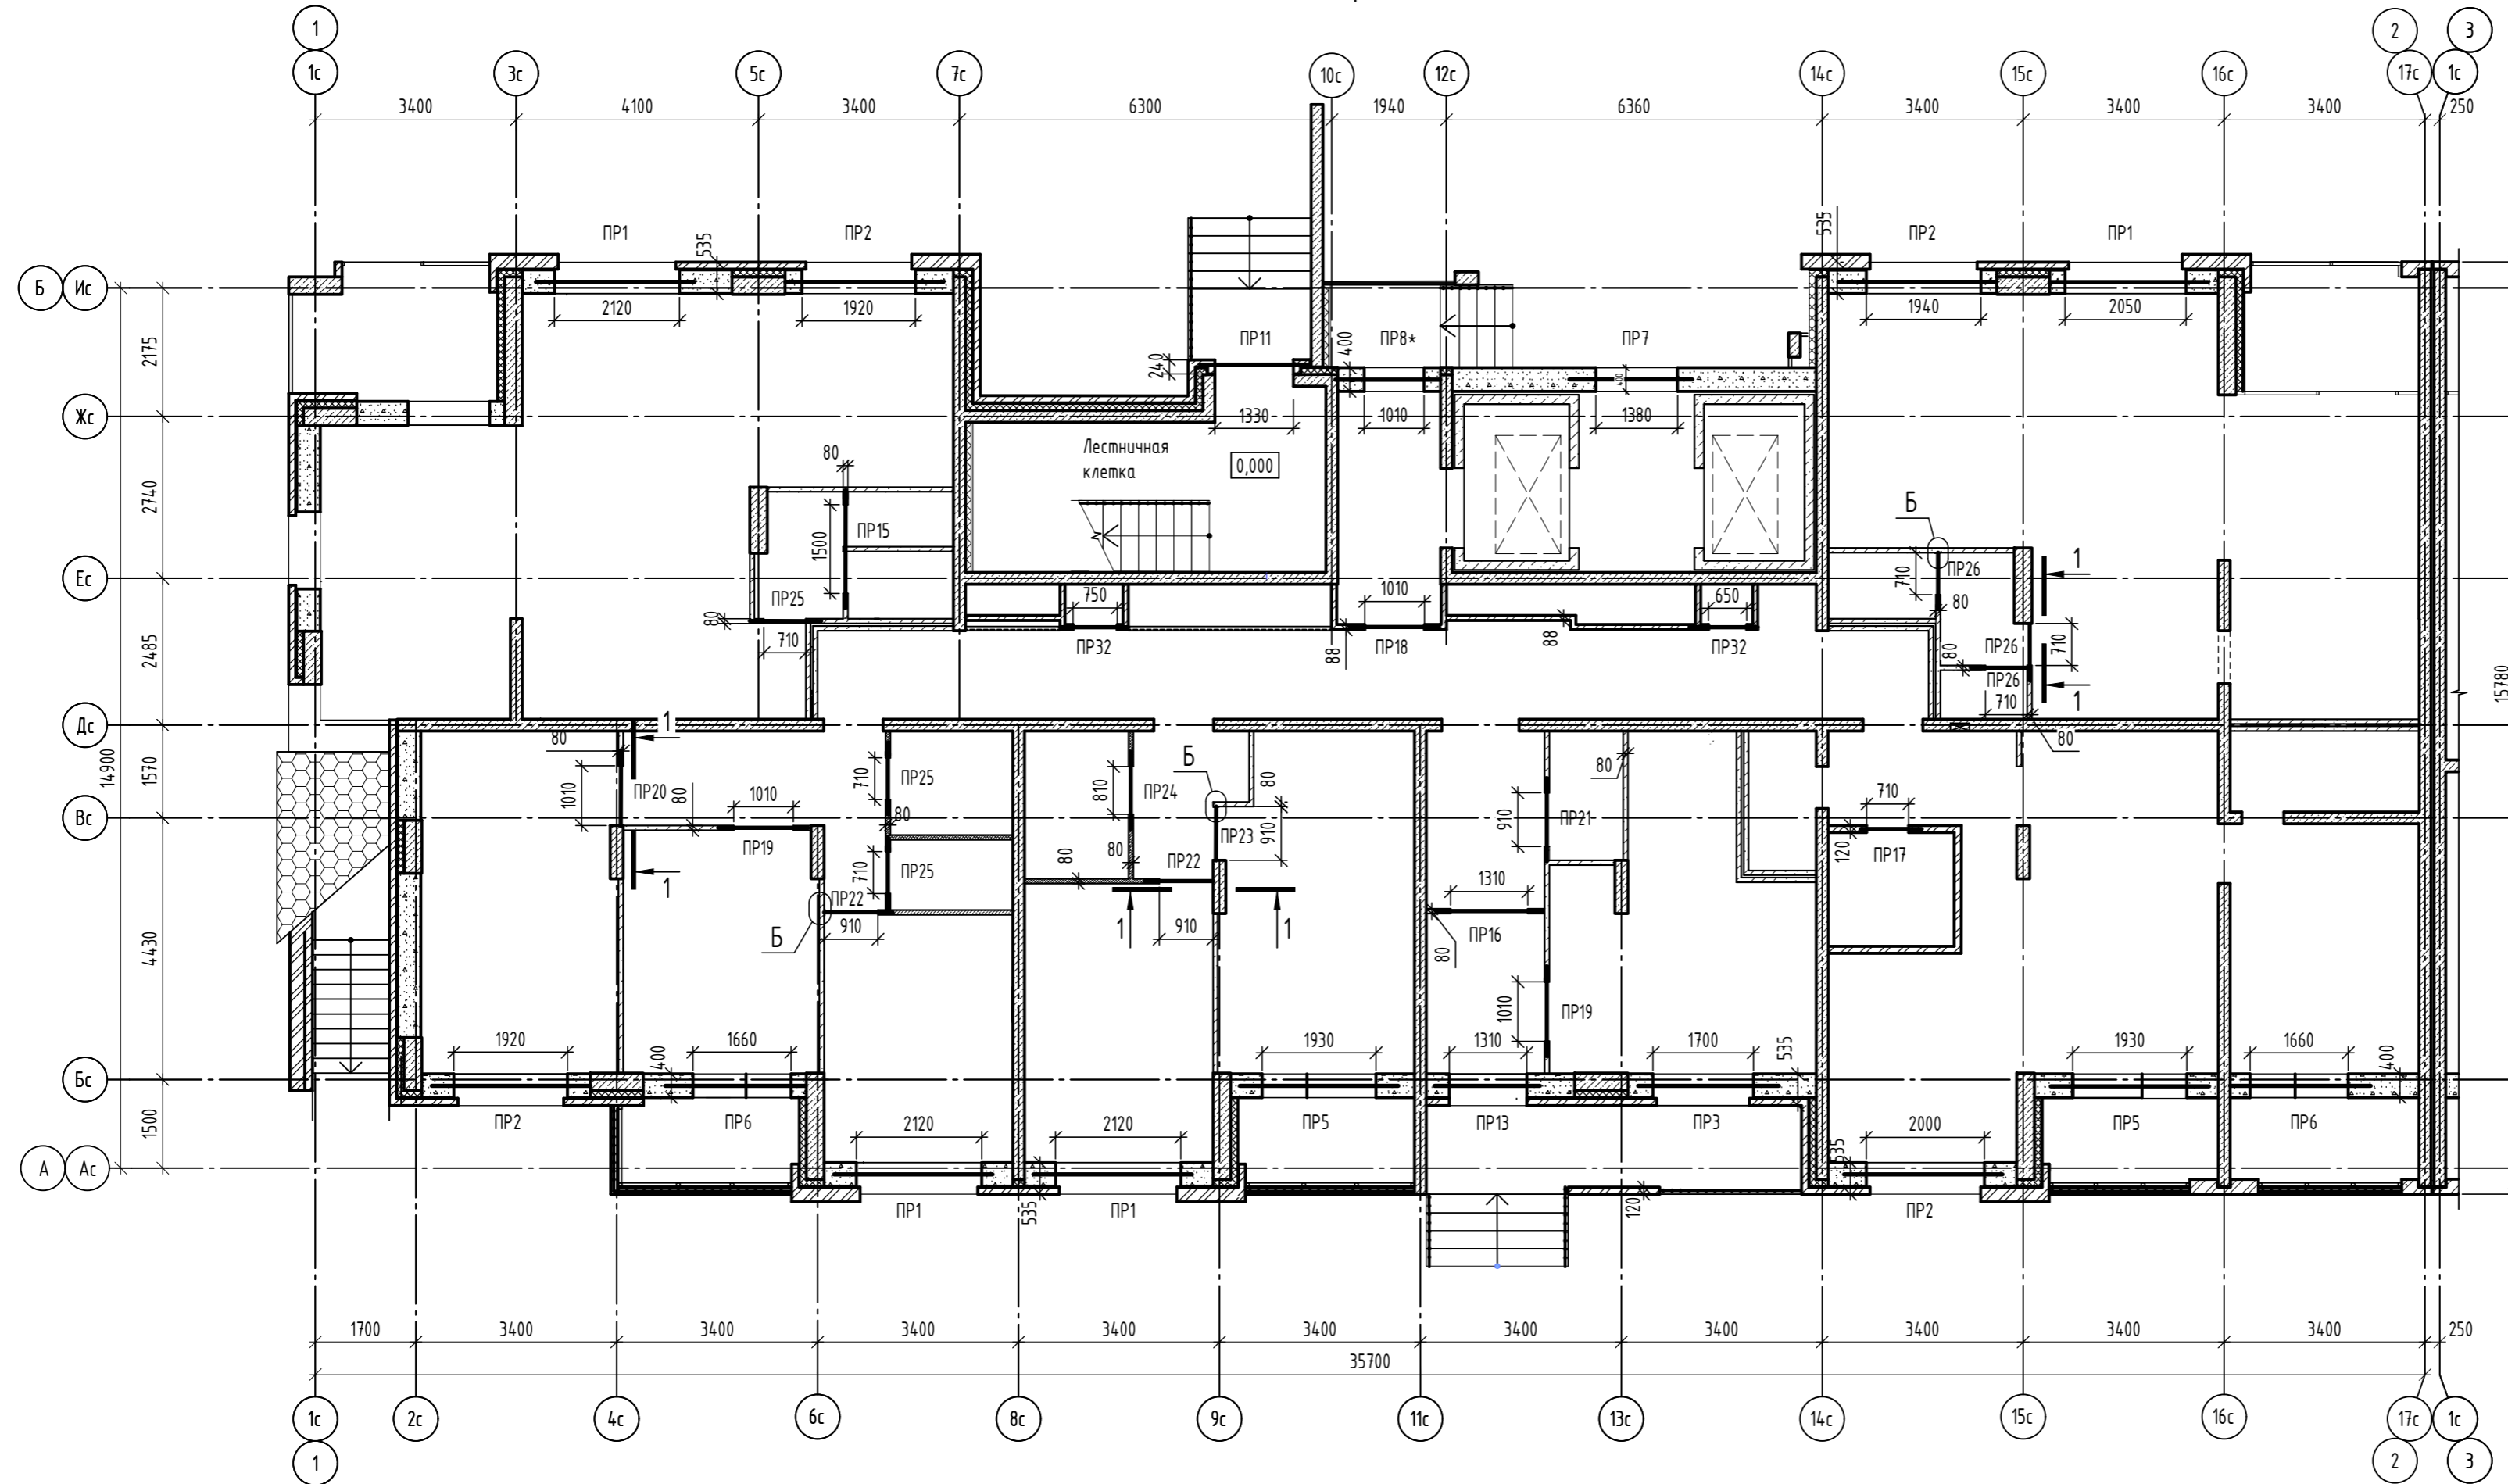 1
2
3
1с
3с
5с
7с
10с
12с
14с
15с
16с
17с
1с
3400
4100
3400
6300
1940
6360
3400
3400
3400
250
ПР1
535
ПР2
535
ПР2
ПР1
Б
Ис
2120
1920
1940
2050
2175
ПР11
400
ПР8*
ПР7
240
400
Жс
1330
1010
1380
80
Лестничная
клетка
0,000
2740
1500
ПР15
Б
Ес
710
ПР26
1
ПР25
750
1010
650
80
80
2485
710
ПР32
88
ПР18
88
ПР32
80
ПР26
710
ПР26
710
1
15780
Дс
80
1
80
14900
1570
1010
ПР20
80
1010
710
ПР25
810
ПР24
Б
80
80
910
ПР21
710
Вс
ПР19
80
ПР23
910
120
ПР17
710
ПР25
80
80
ПР22
1
ПР22
1310
Б
910
1
910
1
ПР16
80
4430
1010
ПР19
1920
400
1660
1930
1310
1700
535
1930
1660
400
Бс
1500
ПР2
ПР6
2120
2120
ПР5
ПР13
ПР3
2000
ПР5
ПР6
535
А
Ас
ПР1
535
ПР1
120
ПР2
1700
3400
3400
3400
3400
3400
3400
3400
3400
3400
3400
250
35700
1с
2с
4с
6с
8с
9с
11с
13с
14с
15с
16с
17с
1с
1
2
3